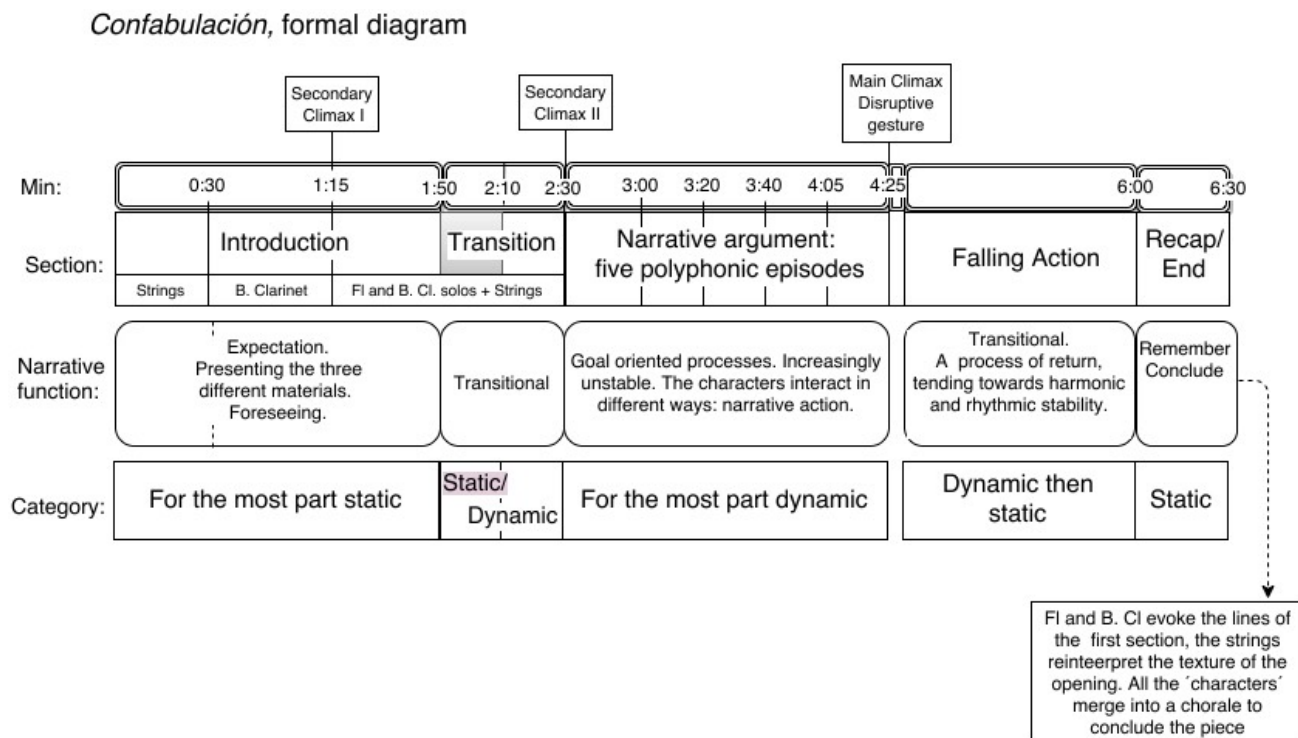 Confabulación, formal diagram
Secondary
Climax I
Secondary
Climax II
Main Climax
Disruptive
gesture
Min:
0:30
1:15
1:50
2:10
2:30
3:00
3:20
3:40
4:05
4:25
6:00
6:30
Section:
Introduction
Strings
B. Clarinet
Fl and B. Cl. solos + Strings
Transition
Narrative argument:
five polyphonic episodes
Falling Action
Recap/
End
Narrative
function:
Expectation.
Presenting the three
different materials.
Foreseeing.
Transitional
Goal oriented processes. Increasingly
unstable. The characters interact in
different ways: narrative action.
Transitional.
A process of return,
tending towards harmonic
and rhythmic stability.
Remember
Conclude
Category:
For the most part static
Static/
Dynamic
For the most part dynamic
Dynamic then
static
Static
Fl and B. Cl evoke the lines of
the first section, the strings
reinteerpret the texture of the
opening. All the ´characters´
merge into a chorale to
conclude the piece